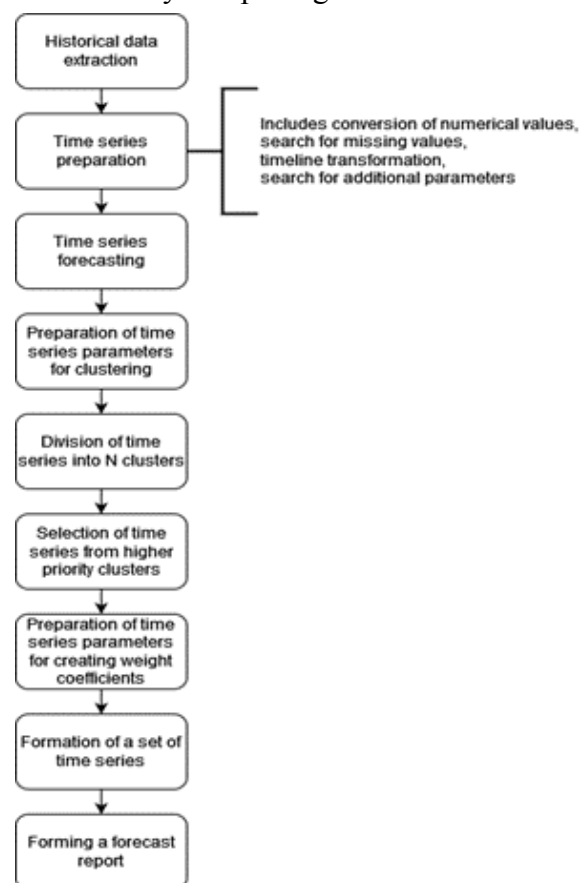 Historical data
extraction
Time series
preparation
Includes conversion of numerical values,
search for missing values,
timeline transformation,
search for additional parameters
Time series
forecasting
Preparation of time
series parameters
for clustering
Division of time
series into N clusters
Selection of time
series from higher
priority clusters
Preparation of time
series parameters
for creating weight
coefficients
Formation of a set of
time series
Forming a forecast
report